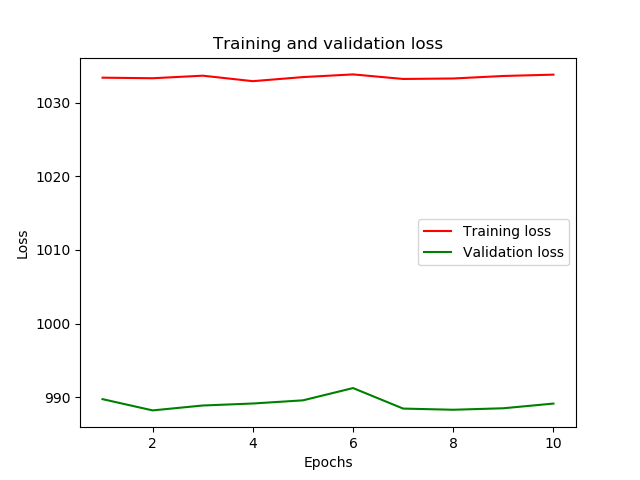 Training and validation loss
1030
1020
1010
1000
990
Loss
Training loss
Validation loss
2 4 6 8 10
Epochs